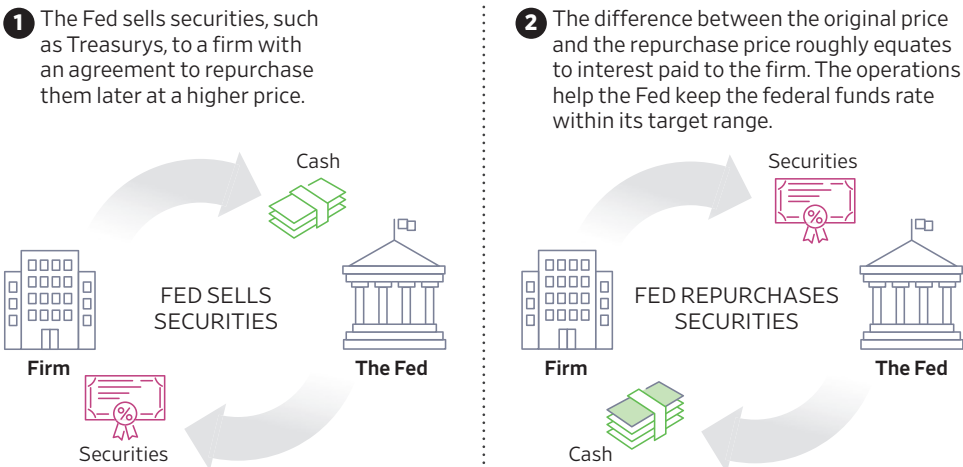 1 The Fed sells securities, such
as Treasurys, to a firm with
an agreement to repurchase
them later at a higher price.
Cash
FED SELLS
SECURITIES
Firm
The Fed
Securities
2 The difference between the original price
and the repurchase price roughly equates
to interest paid to the firm. The operations
help the Fed keep the federal funds rate
within its target range.
Securities
%
FED REPURCHASES
SECURITIES
Firm
The Fed
%
Cash